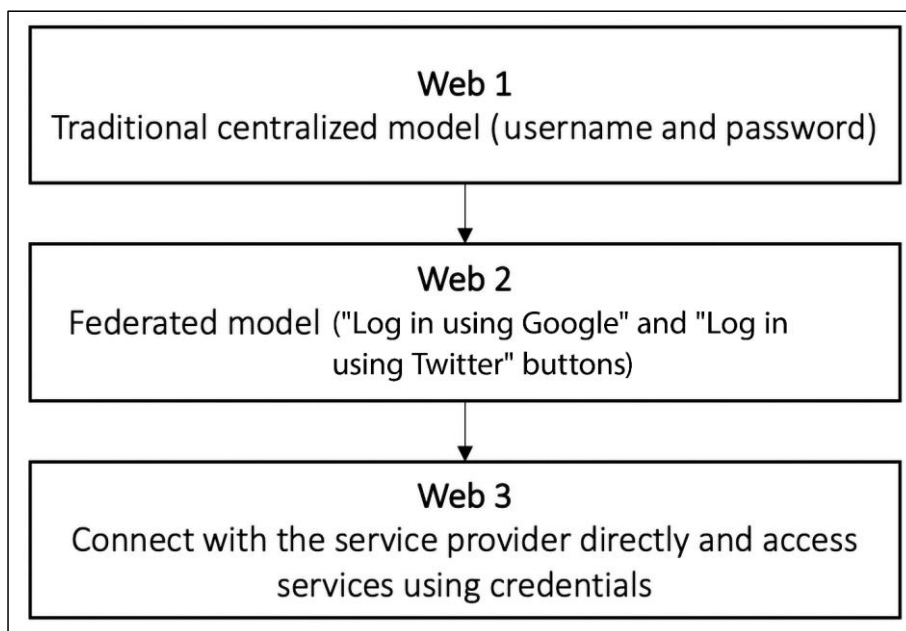 Web 1
Traditional centralized model (username and password)
Web 2
Federated model ("Log in using Google" and "Log in
using Twitter" buttons)
Web 3
Connect with the service provider directly and access
services using credentials